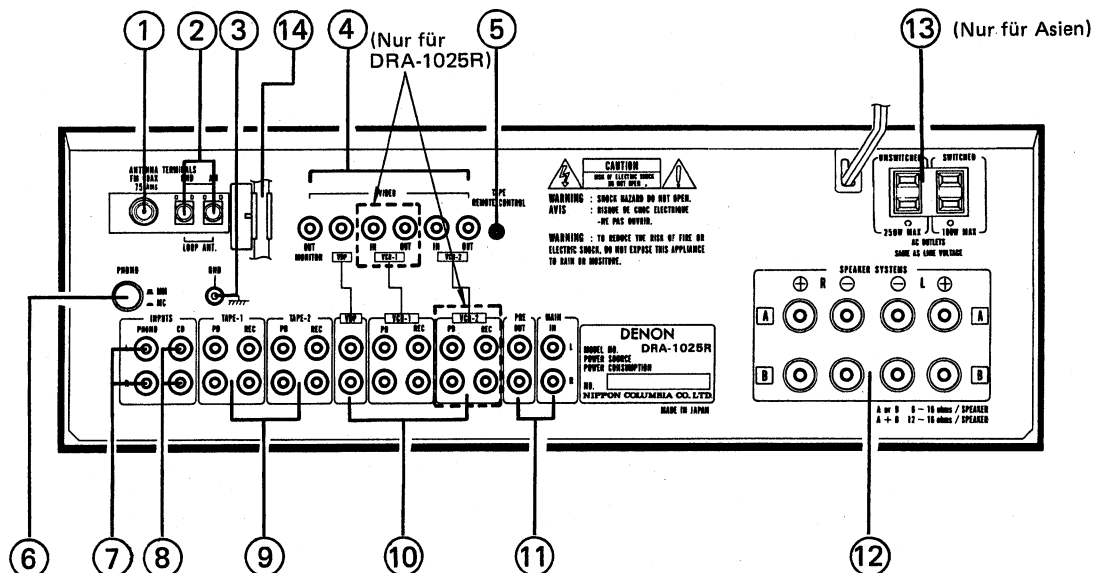 1 2 3 14 4 (Nur für DRA-1025R) 5 13 (Nur für Asien)
ANTENNA TERMINALS
FM COAX
75 ohms
GND AM
LOOP ANT.
VIDEO
TAPE
REMOTE CONTROL
OUT
MONITOR
IN OUT IN OUT
VDP VCR-1 VCR-2
CAUTION
RISK OF ELECTRIC SHOCK
DO NOT OPEN
WARNING : SHOCK HAZARD DO NOT OPEN.
AVIS : RISQUE DE CHOC ELECTRIQUE
-NE PAS OUVRIR.
WARNING : TO REDUCE THE RISK OF FIRE OR
ELECTRIC SHOCK, DO NOT EXPOSE THIS APPLIANCE
TO RAIN OR MOSITURE.
UNSWITCHED SWITCHED
250W MAX 100W MAX
AC OUTLETS
SAME AS LINE VOLTAGE
PHONO
MM
MC
GND
INPUTS
PHONO CD
TAPE-1
PB REC
TAPE-2
PB REC
VDP
VCR-1
PB REC
VCR-2
PB REC
PRE
OUT
MAIN
IN
L
R
DENON
MODEL NO. DRA-1025R
POWER SOURCE
POWER CONSUMPTION
NO.
NIPPON COLUMBIA CO. LTD.
MADE IN JAPAN
SPEAKER SYSTEMS
+ R - - L +
A A
B B
A or B 6 ~ 16 ohms / SPEAKER
A + B 12 ~ 16 ohms / SPEAKER
6 7 8 9 10 11 12